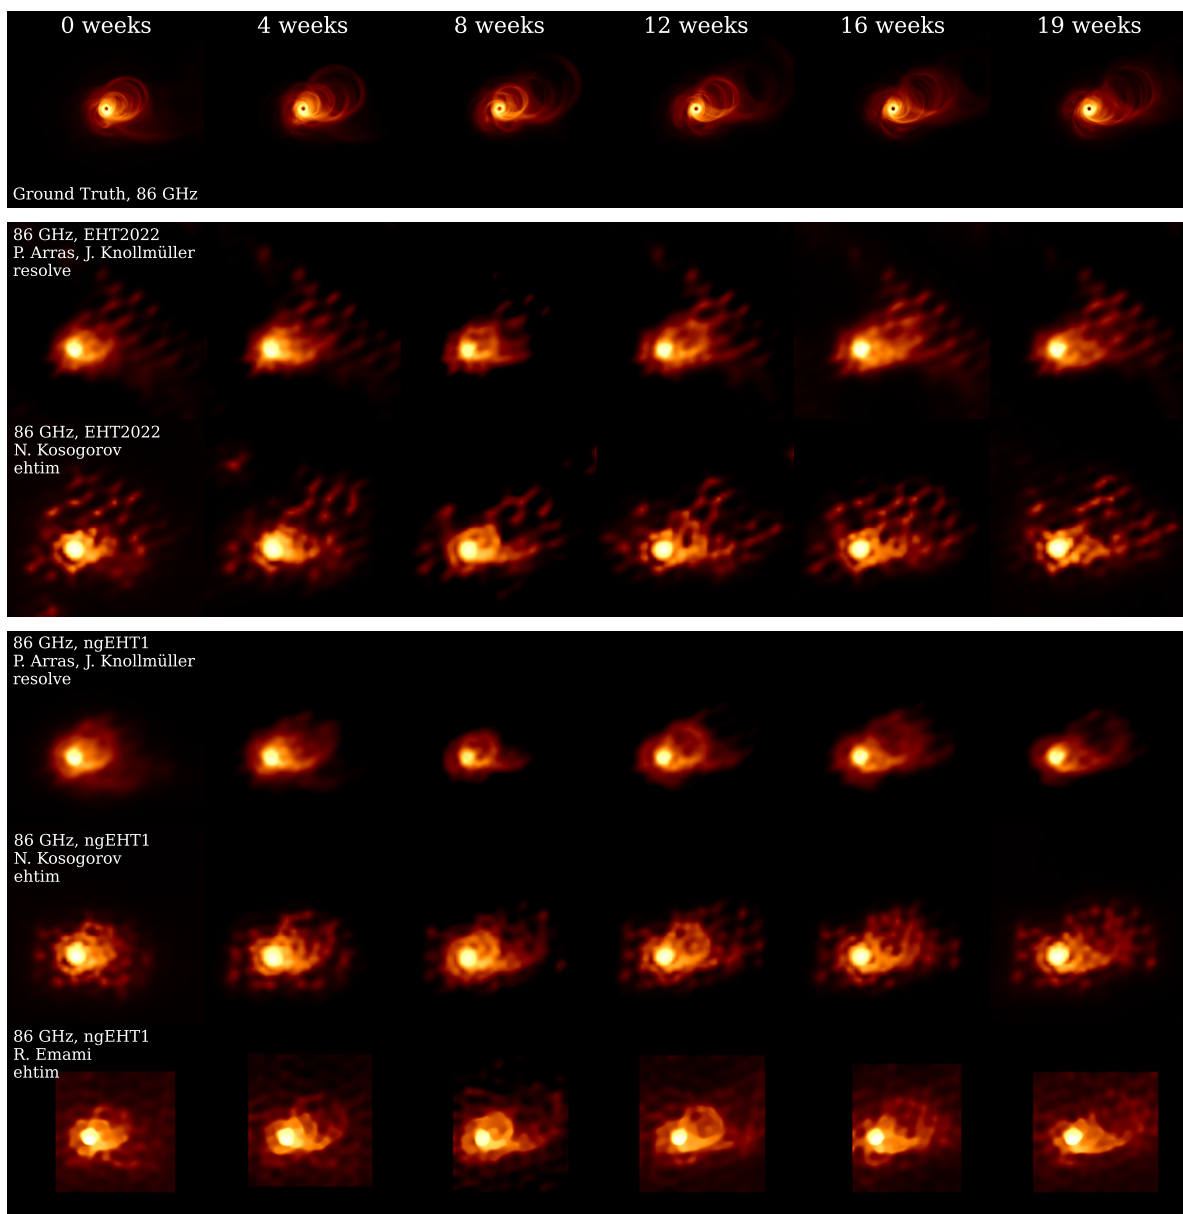 0 weeks 4 weeks 8 weeks 12 weeks 16 weeks 19 weeks
Ground Truth, 86 GHz
86 GHz, EHT2022
P. Arras, J. Knollmüller
resolve
86 GHz, EHT2022
N. Kosogorov
ehtim
86 GHz, ngEHT1
P. Arras, J. Knollmüller
resolve
86 GHz, ngEHT1
N. Kosogorov
ehtim
86 GHz, ngEHT1
R. Emami
ehtim